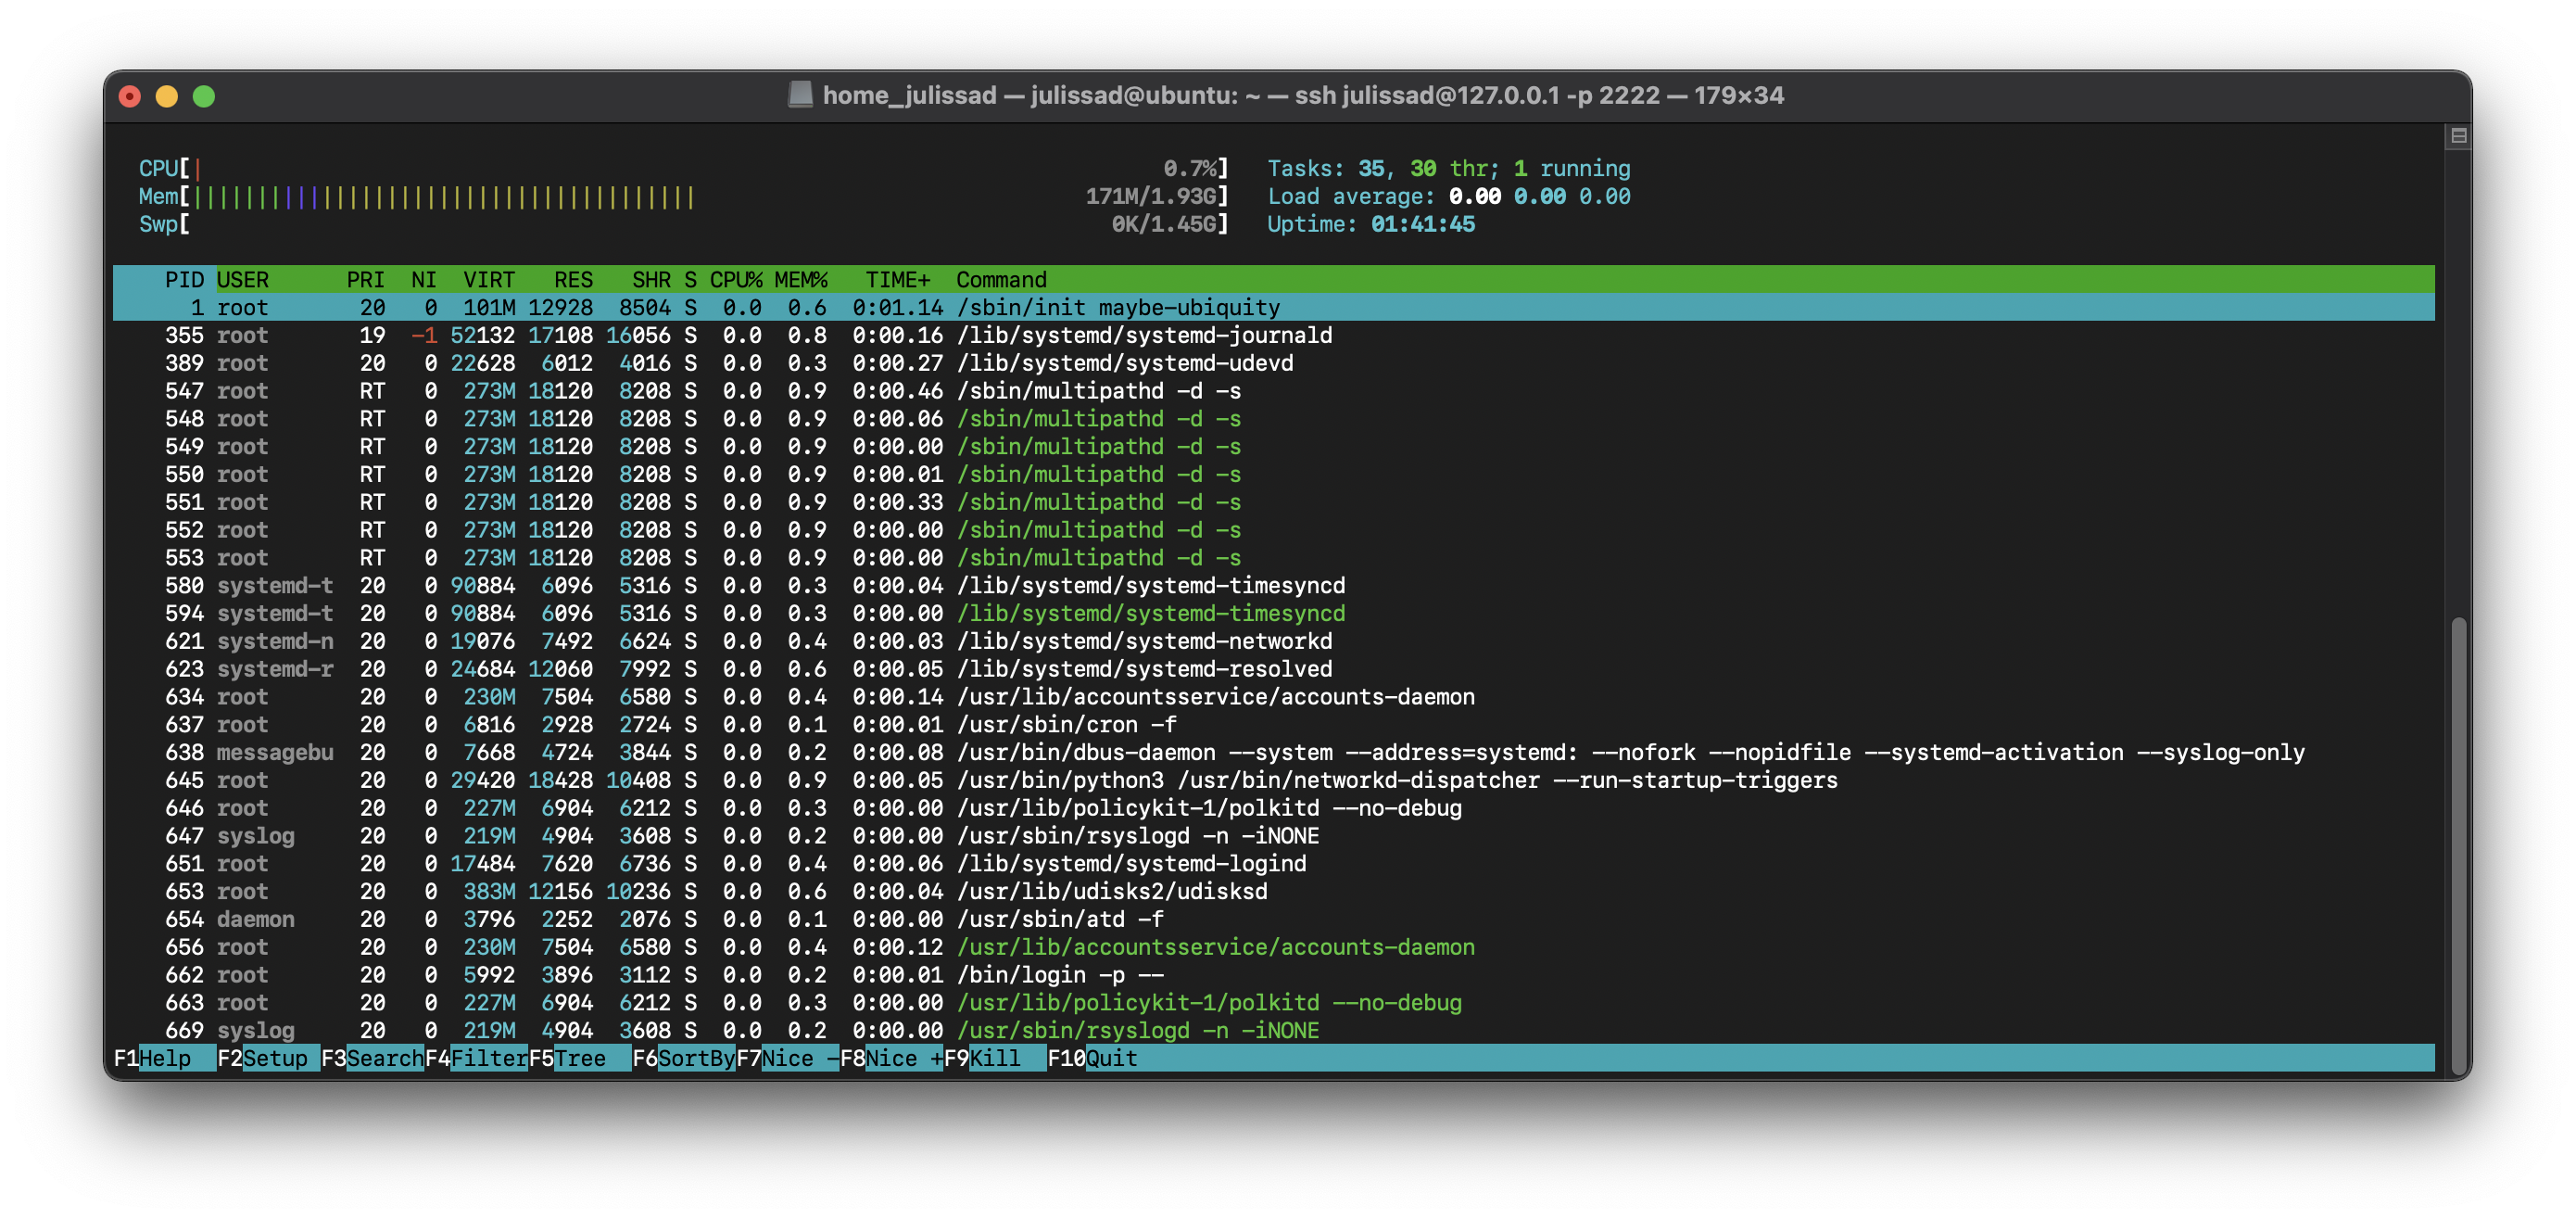 home_julissad — julissad@ubuntu: ~ — ssh julissad@127.0.0.1 -p 2222 — 179×34
CPU[| 0.7%] Tasks: 35, 30 thr; 1 running
Mem[||||||||||||||||||||||||||||||||||||||| 171M/1.93G] Load average: 0.00 0.00 0.00
Swp[ 0K/1.45G] Uptime: 01:41:45
PID USER PRI NI VIRT RES SHR S CPU% MEM% TIME+ Command
1 root 20 0 101M 12928 8504 S 0.0 0.6 0:01.14 /sbin/init maybe-ubiquity
355 root 19 -1 52132 17108 16056 S 0.0 0.8 0:00.16 /lib/systemd/systemd-journald
389 root 20 0 22628 6012 4016 S 0.0 0.3 0:00.27 /lib/systemd/systemd-udevd
547 root RT 0 273M 18120 8208 S 0.0 0.9 0:00.46 /sbin/multipathd -d -s
548 root RT 0 273M 18120 8208 S 0.0 0.9 0:00.06 /sbin/multipathd -d -s
549 root RT 0 273M 18120 8208 S 0.0 0.9 0:00.00 /sbin/multipathd -d -s
550 root RT 0 273M 18120 8208 S 0.0 0.9 0:00.01 /sbin/multipathd -d -s
551 root RT 0 273M 18120 8208 S 0.0 0.9 0:00.33 /sbin/multipathd -d -s
552 root RT 0 273M 18120 8208 S 0.0 0.9 0:00.00 /sbin/multipathd -d -s
553 root RT 0 273M 18120 8208 S 0.0 0.9 0:00.00 /sbin/multipathd -d -s
580 systemd-t 20 0 90884 6096 5316 S 0.0 0.3 0:00.04 /lib/systemd/systemd-timesyncd
594 systemd-t 20 0 90884 6096 5316 S 0.0 0.3 0:00.00 /lib/systemd/systemd-timesyncd
621 systemd-n 20 0 19076 7492 6624 S 0.0 0.4 0:00.03 /lib/systemd/systemd-networkd
623 systemd-r 20 0 24684 12060 7992 S 0.0 0.6 0:00.05 /lib/systemd/systemd-resolved
634 root 20 0 230M 7504 6580 S 0.0 0.4 0:00.14 /usr/lib/accountsservice/accounts-daemon
637 root 20 0 6816 2928 2724 S 0.0 0.1 0:00.01 /usr/sbin/cron -f
638 messagebu 20 0 7668 4724 3844 S 0.0 0.2 0:00.08 /usr/bin/dbus-daemon --system --address=systemd: --nofork --nopidfile --systemd-activation --syslog-only
645 root 20 0 29420 18428 10408 S 0.0 0.9 0:00.05 /usr/bin/python3 /usr/bin/networkd-dispatcher --run-startup-triggers
646 root 20 0 227M 6904 6212 S 0.0 0.3 0:00.00 /usr/lib/policykit-1/polkitd --no-debug
647 syslog 20 0 219M 4904 3608 S 0.0 0.2 0:00.00 /usr/sbin/rsyslogd -n -iNONE
651 root 20 0 17484 7620 6736 S 0.0 0.4 0:00.06 /lib/systemd/systemd-logind
653 root 20 0 383M 12156 10236 S 0.0 0.6 0:00.04 /usr/lib/udisks2/udisksd
654 daemon 20 0 3796 2252 2076 S 0.0 0.1 0:00.00 /usr/sbin/atd -f
656 root 20 0 230M 7504 6580 S 0.0 0.4 0:00.12 /usr/lib/accountsservice/accounts-daemon
662 root 20 0 5992 3896 3112 S 0.0 0.2 0:00.01 /bin/login -p --
663 root 20 0 227M 6904 6212 S 0.0 0.3 0:00.00 /usr/lib/policykit-1/polkitd --no-debug
669 syslog 20 0 219M 4904 3608 S 0.0 0.2 0:00.00 /usr/sbin/rsyslogd -n -iNONE
F1Help F2Setup F3SearchF4FilterF5Tree F6SortByF7Nice -F8Nice +F9Kill F10Quit